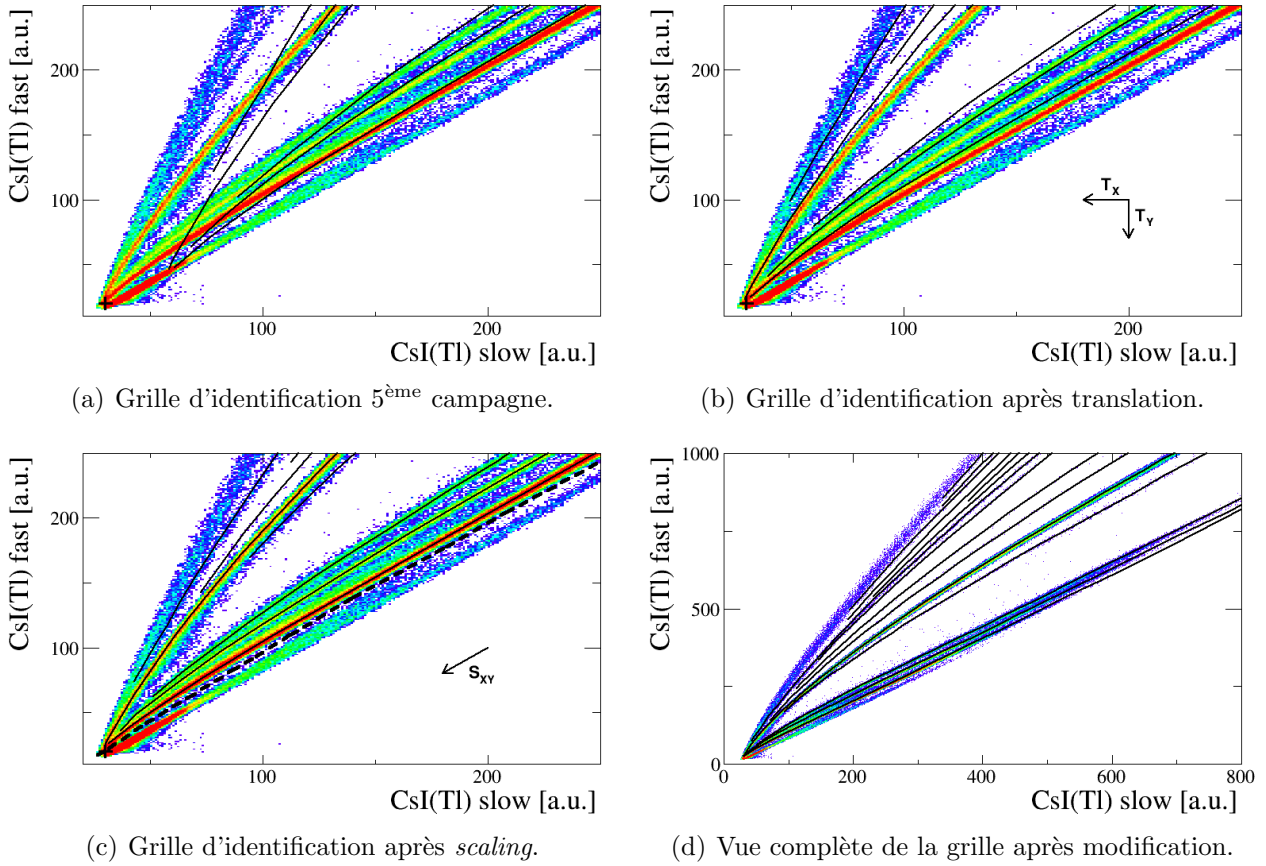 CsI(Tl) fast [a.u.]
200
100
100
200
CsI(Tl) slow [a.u.]
(a) Grille d'identification 5ème campagne.
CsI(Tl) fast [a.u.]
200
100
T_X
T_Y
100
200
CsI(Tl) slow [a.u.]
(b) Grille d'identification après translation.
CsI(Tl) fast [a.u.]
200
100
S_XY
100
200
CsI(Tl) slow [a.u.]
(c) Grille d'identification après scaling.
CsI(Tl) fast [a.u.]
1000
500
0
0
200
400
600
800
CsI(Tl) slow [a.u.]
(d) Vue complète de la grille après modification.